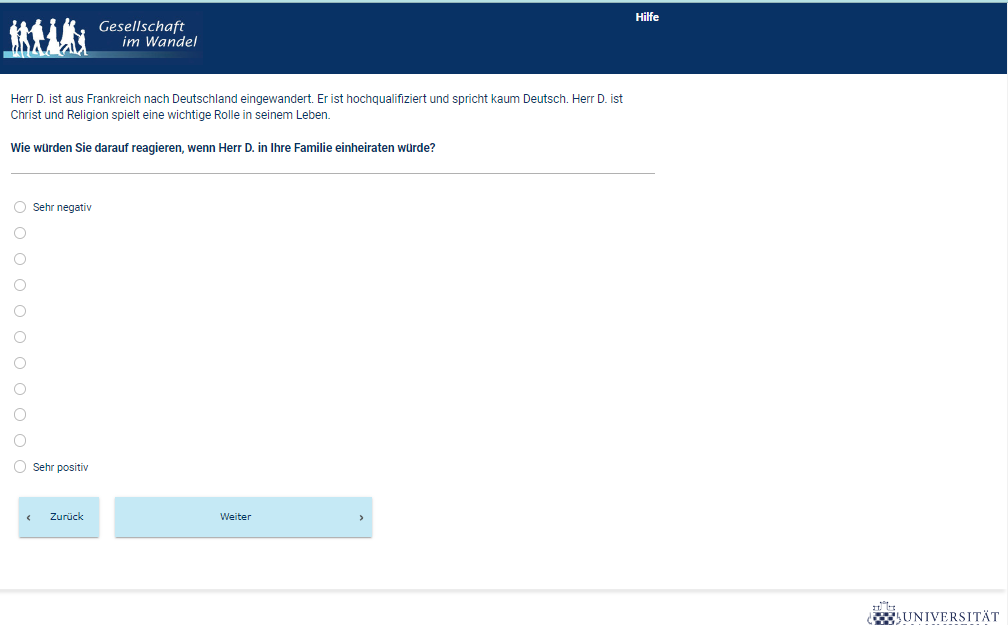 Gesellschaft
im Wandel
Hilfe
Herr D. ist aus Frankreich nach Deutschland eingewandert. Er ist hochqualifiziert und spricht kaum Deutsch. Herr D. ist
Christ und Religion spielt eine wichtige Rolle in seinem Leben.
Wie würden Sie darauf reagieren, wenn Herr D. in Ihre Familie einheiraten würde?
Sehr negativ
Sehr positiv
‹ Zurück
Weiter ›
UNIVERSITÄT